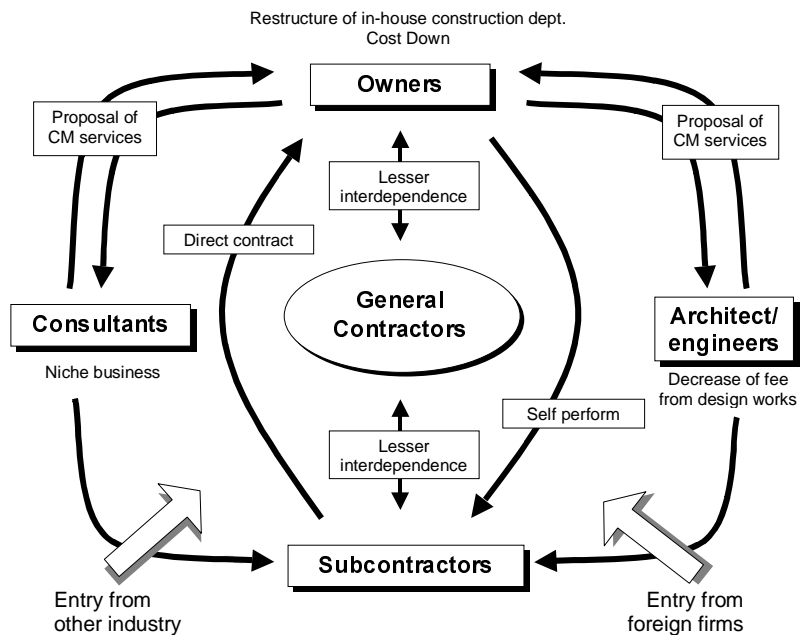 Restructure of in-house construction dept.
Cost Down
Owners
Proposal of
CM services
Proposal of
CM services
Lesser
interdependence
Direct contract
General
Contractors
Consultants
Niche business
Architect/
engineers
Decrease of fee
from design works
Self perform
Lesser
interdependence
Subcontractors
Entry from
other industry
Entry from
foreign firms